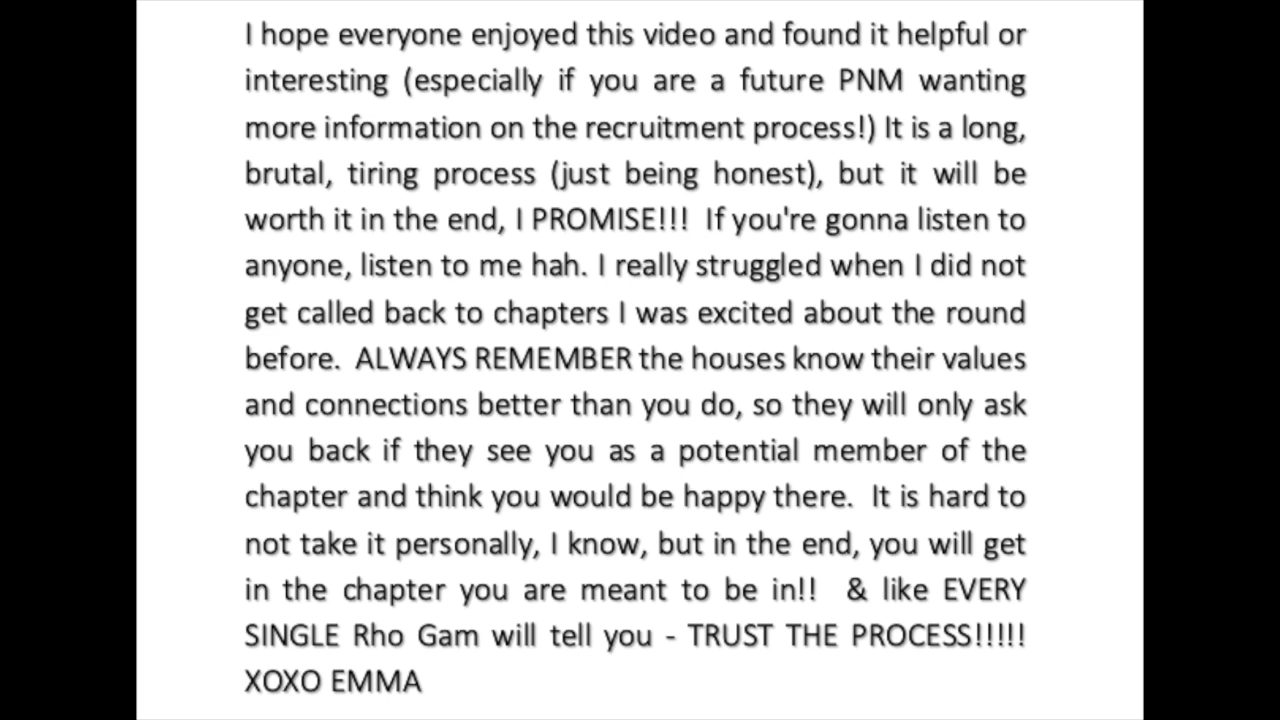 I hope everyone enjoyed this video and found it helpful or
interesting (especially if you are a future PNM wanting
more information on the recruitment process!) It is a long,
brutal, tiring process (just being honest), but it will be
worth it in the end, I PROMISE!!!  If you're gonna listen to
anyone, listen to me hah. I really struggled when I did not
get called back to chapters I was excited about the round
before.  ALWAYS REMEMBER the houses know their values
and connections better than you do, so they will only ask
you back if they see you as a potential member of the
chapter and think you would be happy there.  It is hard to
not take it personally, I know, but in the end, you will get
in the chapter you are meant to be in!!  & like EVERY
SINGLE Rho Gam will tell you - TRUST THE PROCESS!!!!!
XOXO EMMA